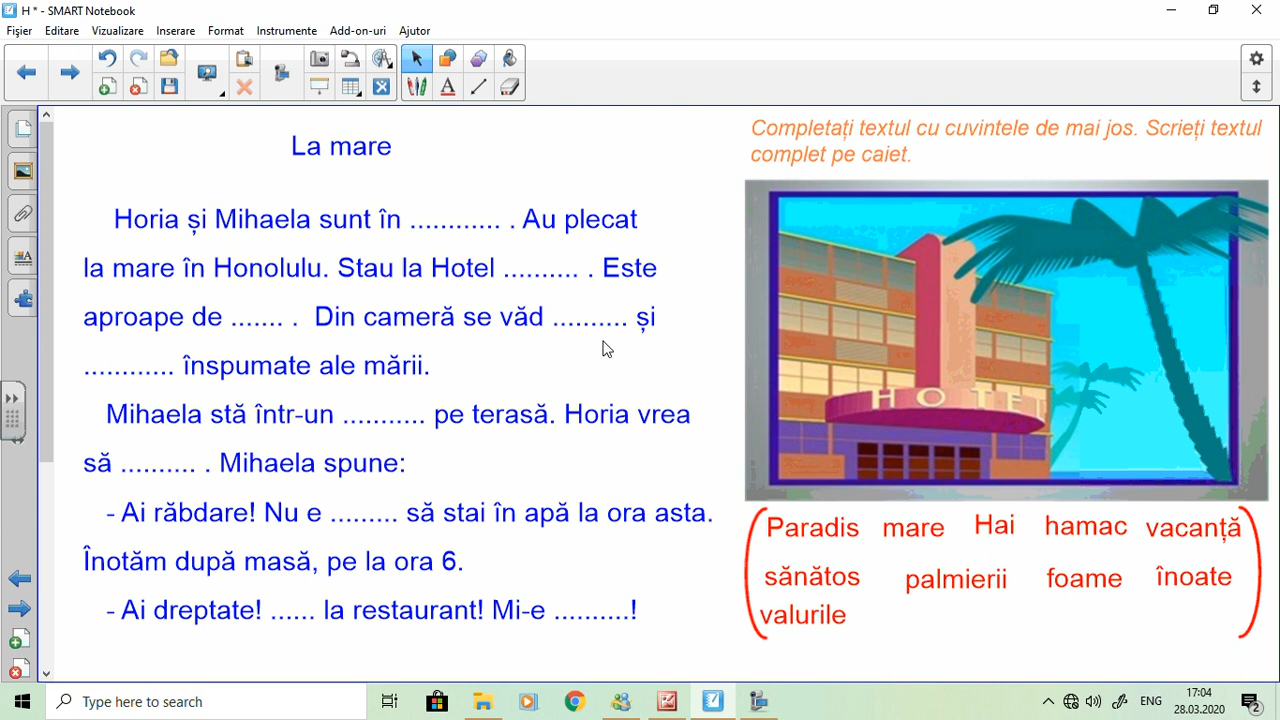 H * - SMART Notebook
Fișier Editare Vizualizare Inserare Format Instrumente Add-on-uri Ajutor
La mare
Horia și Mihaela sunt în ............ . Au plecat
la mare în Honolulu. Stau la Hotel .......... . Este
aproape de ....... . Din cameră se văd .......... și
............ înspumate ale mării.
Mihaela stă într-un ........... pe terasă. Horia vrea
să .......... . Mihaela spune:
- Ai răbdare! Nu e ......... să stai în apă la ora asta.
Înotăm după masă, pe la ora 6.
- Ai dreptate! ...... la restaurant! Mi-e ..........!
Completați textul cu cuvintele de mai jos. Scrieți textul
complet pe caiet.
HOTEL
Paradis mare Hai hamac vacanță
sănătos palmierii foame înoate
valurile
Type here to search
ENG
17:04
28.03.2020
2